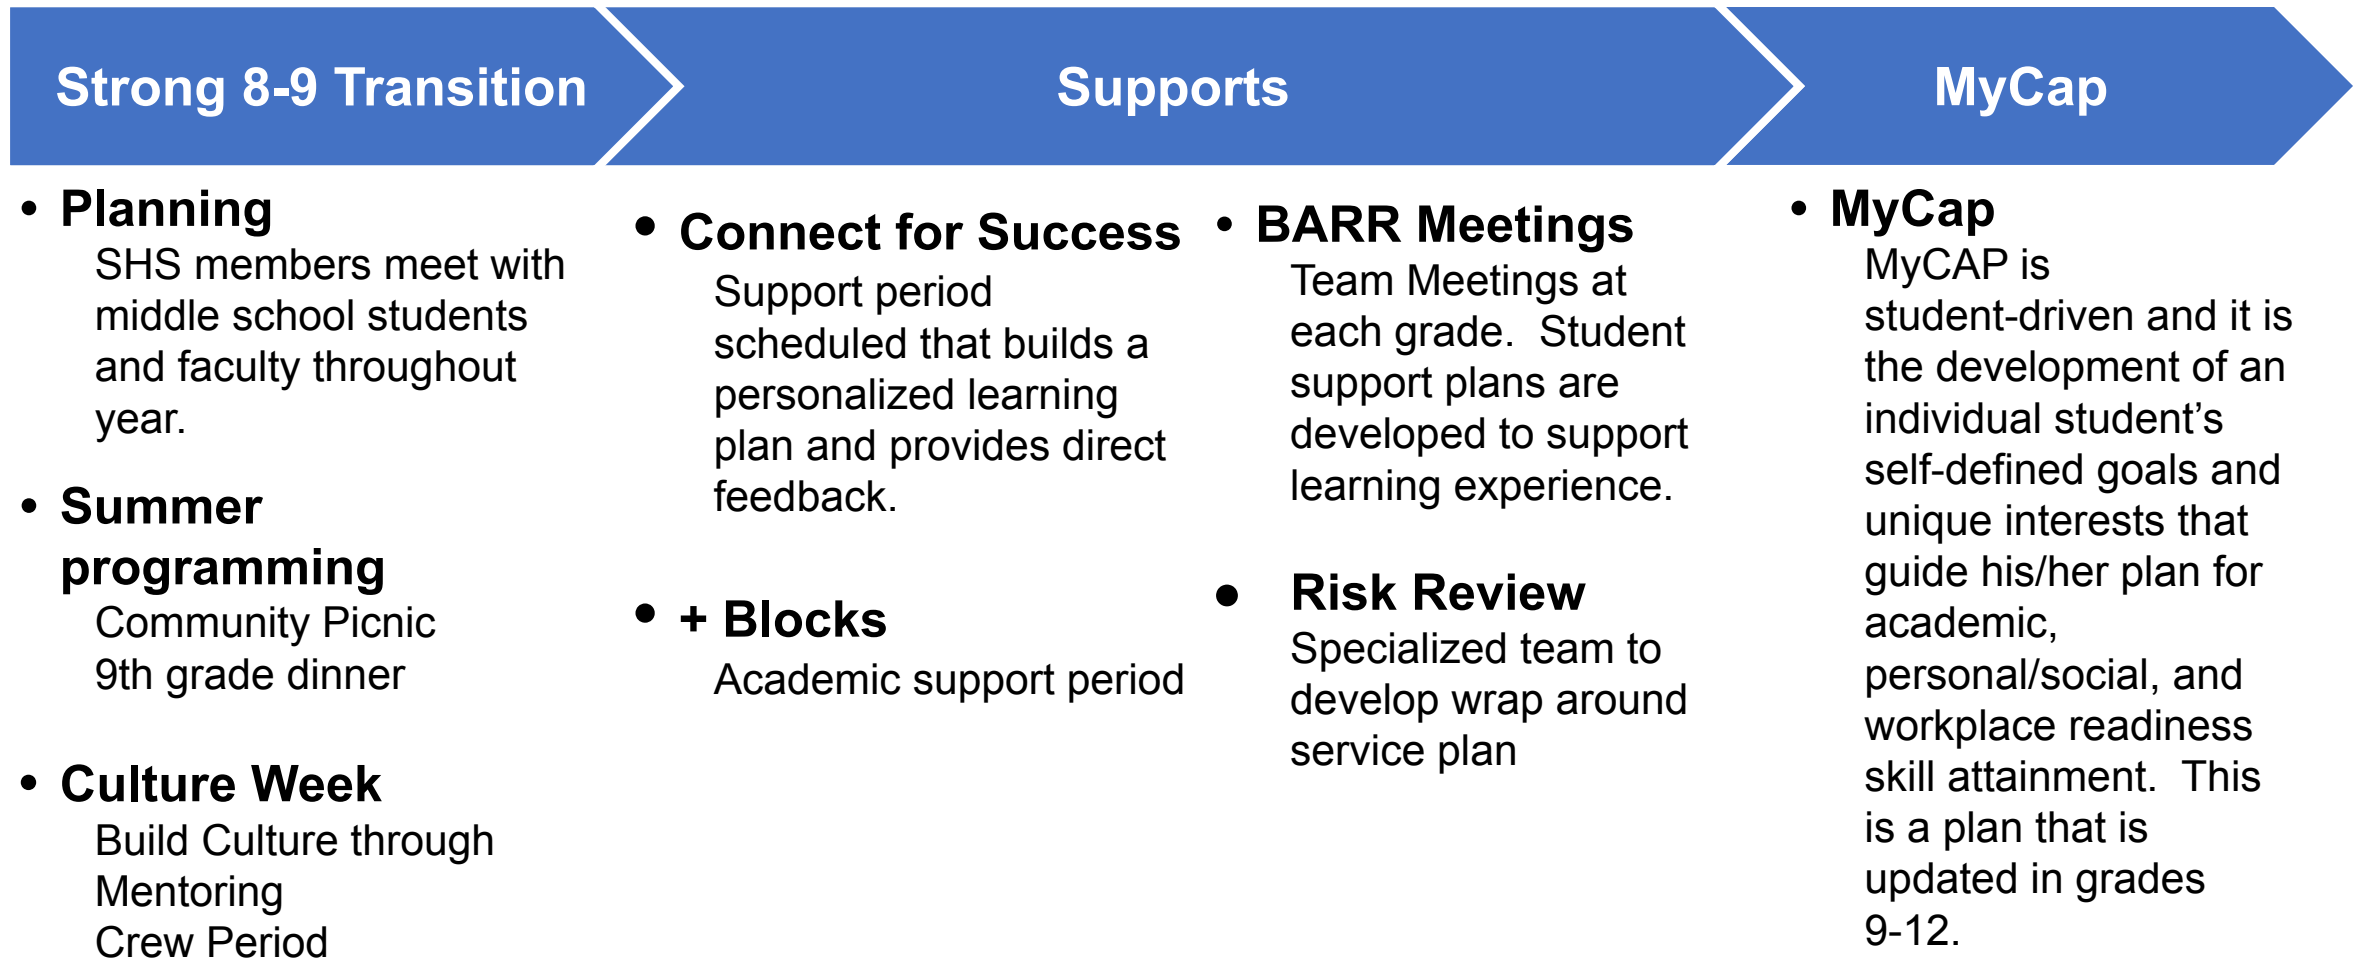 Strong 8-9 Transition
Supports
MyCap
• Planning
SHS members meet with
middle school students
and faculty throughout
year.
• Summer
programming
Community Picnic
9th grade dinner
• Culture Week
Build Culture through
Mentoring
Crew Period
• Connect for Success
Support period
scheduled that builds a
personalized learning
plan and provides direct
feedback.
• + Blocks
Academic support period
• BARR Meetings
Team Meetings at
each grade.  Student
support plans are
developed to support
learning experience.
• Risk Review
Specialized team to
develop wrap around
service plan
• MyCap
MyCAP is
student-driven and it is
the development of an
individual student’s
self-defined goals and
unique interests that
guide his/her plan for
academic,
personal/social, and
workplace readiness
skill attainment.  This
is a plan that is
updated in grades
9-12.